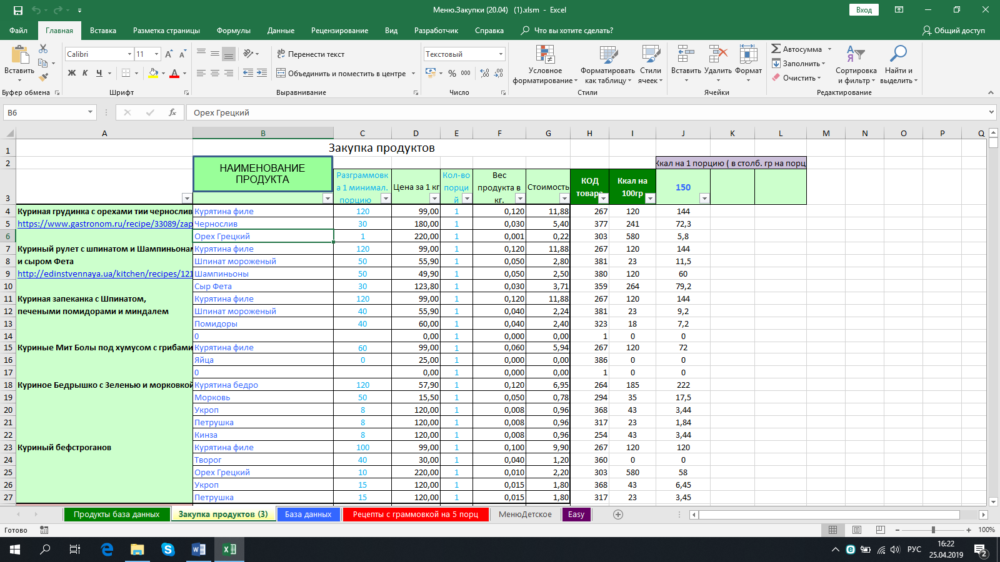 Меню.Закупки (20.04)   (1).xlsm  -  Excel
Вход
Файл Главная Вставка Разметка страницы Формулы Данные Рецензирование Вид Разработчик Справка Что вы хотите сделать? Общий доступ
Вставить
Буфер обмена
Calibri 11
Ж К Ч
Шрифт
Перенести текст
Объединить и поместить в центре
Выравнивание
Текстовый
% 000
Число
Условное форматирование
Форматировать как таблицу
Стили ячеек
Стили
Вставить Удалить Формат
Ячейки
Автосумма
Заполнить
Очистить
Сортировка и фильтр
Найти и выделить
Редактирование
B6 fx Орех Грецкий
A B C D E F G H I J K L M N O P Q
1 Закупка продуктов
2 НАИМЕНОВАНИЕ ПРОДУКТА Ккал на 1 порцию ( в столб. гр на порц
3 Разграммовк а 1 минимал. порцию Цена за 1 кг Кол-во порци й Вес продукта в кг. Стоимость КОД товара Ккал на 100гр 150
4 Куриная грудинка с орехами тии чернослив Курятина филе 120 99,00 1 0,120 11,88 267 120 144
5 https://www.gastronom.ru/recipe/33089/zap Чернослив 30 180,00 1 0,030 5,40 377 241 72,3
6 Орех Грецкий 1 220,00 1 0,001 0,22 303 580 5,8
7 Куриный рулет с шпинатом и Шампиньонам Курятина филе 120 99,00 1 0,120 11,88 267 120 144
8 и сыром Фета Шпинат мороженый 50 55,90 1 0,050 2,80 381 23 11,5
9 http://edinstvennaya.ua/kitchen/recipes/121 Шампиньоны 50 49,90 1 0,050 2,50 380 120 60
10 Сыр Фета 30 123,80 1 0,030 3,71 359 264 79,2
11 Куриная запеканка с Шпинатом, Курятина филе 120 99,00 1 0,120 11,88 267 120 144
12 печеными помидорами и миндалем Шпинат мороженый 40 55,90 1 0,040 2,24 381 23 9,2
13 Помидоры 40 60,00 1 0,040 2,40 323 18 7,2
14 0 0,00 1 0,000 0,00 1 0 0
15 Куриные Мит Болы под хумусом с грибами Курятина филе 60 99,00 1 0,060 5,94 267 120 72
16 Яйца 0 25,00 1 0,000 0,00 386 0 0
17 0 0,00 1 0,000 0,00 1 0 0
18 Куриное Бедрышко с Зеленью и морковкой Курятина бедро 120 57,90 1 0,120 6,95 264 185 222
19 Морковь 50 15,50 1 0,050 0,78 294 35 17,5
20 Укроп 8 120,00 1 0,008 0,96 368 43 3,44
21 Петрушка 8 120,00 1 0,008 0,96 317 23 1,84
22 Кинза 8 120,00 1 0,008 0,96 254 43 3,44
23 Куриный бефстроганов Курятина филе 100 99,00 1 0,100 9,90 267 120 120
24 Творог 40 30,00 1 0,040 1,20 360 0 0
25 Орех Грецкий 10 220,00 1 0,010 2,20 303 580 58
26 Укроп 15 120,00 1 0,015 1,80 368 43 6,45
27 Петрушка 15 120,00 1 0,015 1,80 317 23 3,45
Продукты база данных Закупка продуктов (3) База данных Рецепты с граммовкой на 5 порц МенюДетское Easy
Готово 100%
РУС 16:22
25.04.2019 2